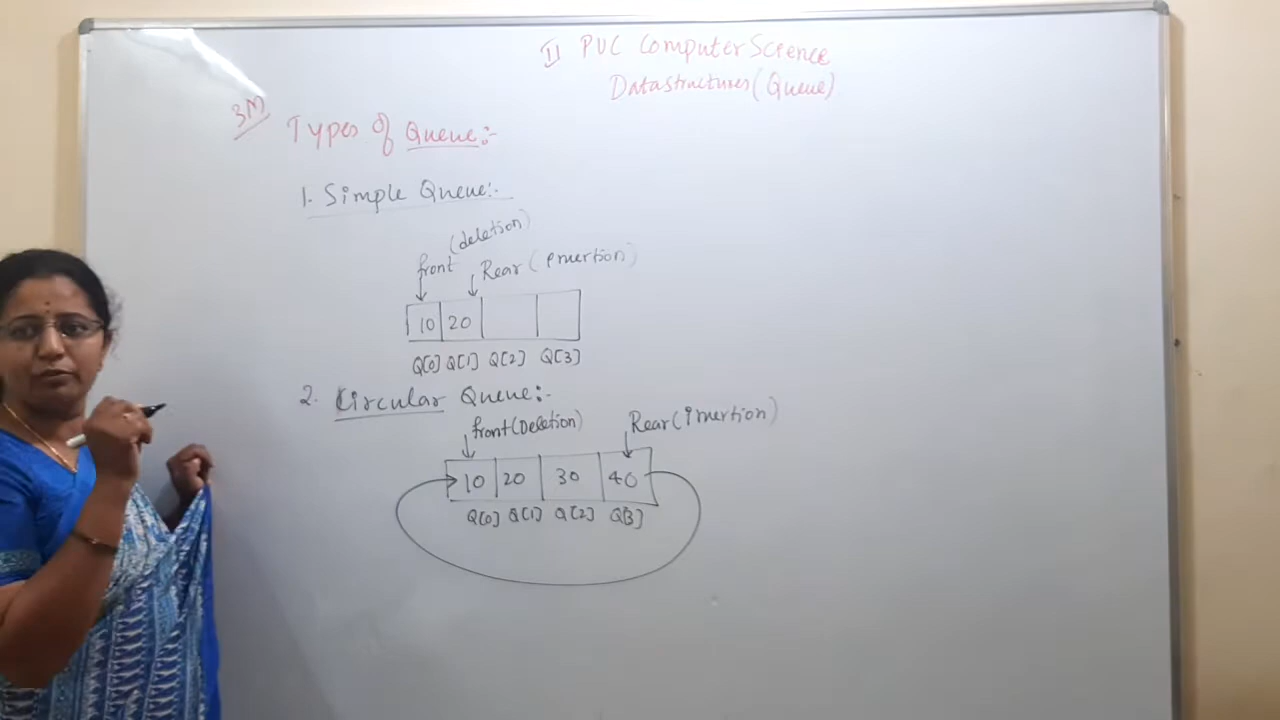 II PUC Computer Science
Datastructures (Queue)
3M
Types of Queue:-
1. Simple Queue:-
(deletion)
front
Rear (insertion)
10 20
Q[0] Q[1] Q[2] Q[3]
2. Circular Queue:-
front (Deletion)
Rear (insertion)
10 20 30 40
Q[0] Q[1] Q[2] Q[3]